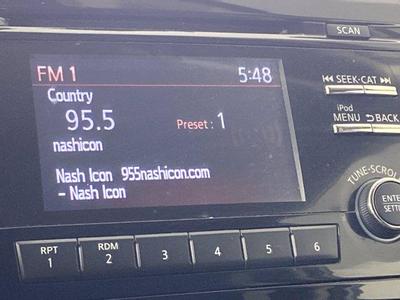 SCAN
FM 1 5:48
SEEK·CAT
Country
95.5 Preset : 1
iPod
MENU BACK
nashicon
Nash Icon 955nashicon.com
– Nash Icon
TUNE·SCROLL
ENTER
SETTI
RPT RDM
1 2 3 4 5 6